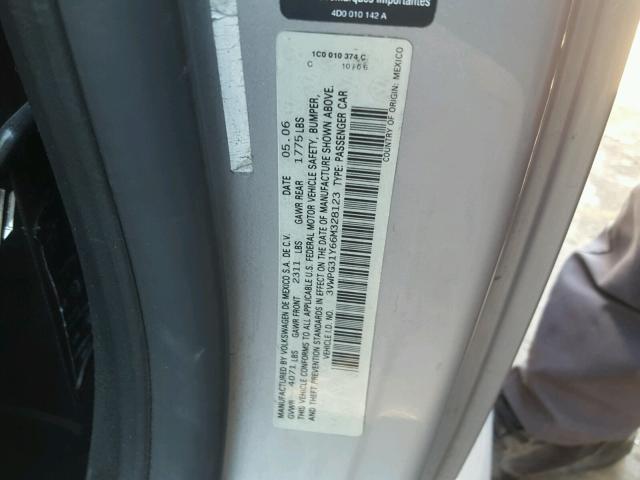 Importantes
4D0 010 142 A
1C0 010 374 C
C 10/06
MANUFACTURED BY VOLKSWAGEN DE MEXICO S.A. DE C.V. DATE 05.06
GVWR 4071 LBS GAWR FRONT 2311 LBS GAWR REAR 1775 LBS
THIS VEHICLE CONFORMS TO ALL APPLICABLE U.S. FEDERAL MOTOR VEHICLE SAFETY, BUMPER,
AND THEFT PREVENTION STANDARDS IN EFFECT ON THE DATE OF MANUFACTURE SHOWN ABOVE.
VEHICLE I.D. NO. 3VWPG31Y66M328123 TYPE: PASSENGER CAR
COUNTRY OF ORIGIN: MEXICO